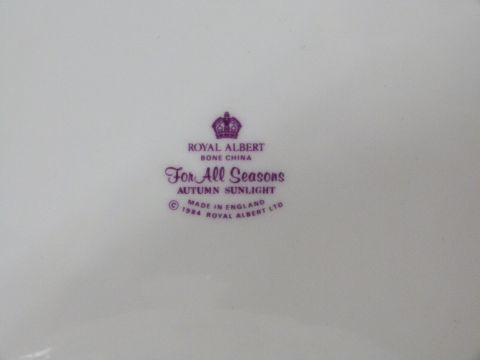 ROYAL ALBERT
BONE CHINA
For All Seasons
AUTUMN SUNLIGHT
MADE IN ENGLAND
© 1984 ROYAL ALBERT LTD